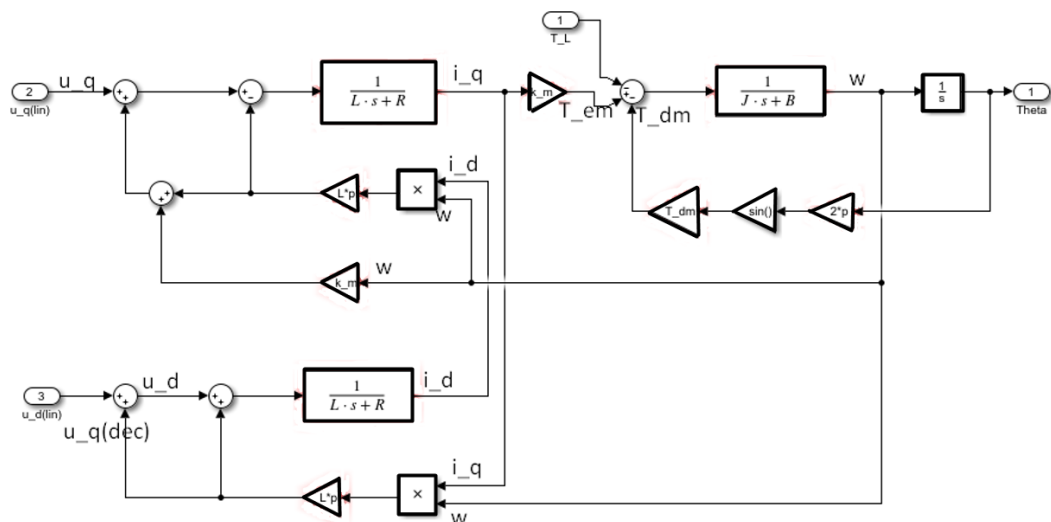 1
T_L
u_q
2
u_q(lin)
1
L · s + R
i_q
k_m
T_em
T_dm
1
J · s + B
w
1
s
1
Theta
i_d
L*p
×
w
T_dm
sin()
2*p
k_m
w
3
u_d(lin)
u_d
u_q(dec)
1
L · s + R
i_d
i_q
L*p
×
w